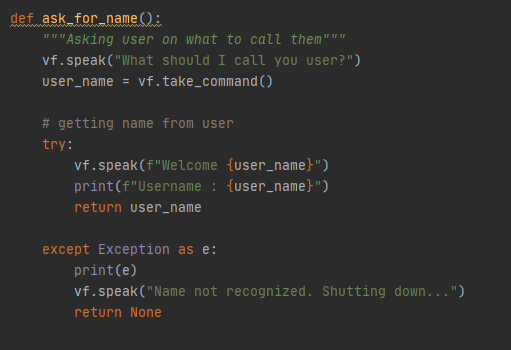 def ask_for_name():
    """Asking user on what to call them"""
    vf.speak("What should I call you user?")
    user_name = vf.take_command()

    # getting name from user
    try:
        vf.speak(f"Welcome {user_name}")
        print(f"Username : {user_name}")
        return user_name

    except Exception as e:
        print(e)
        vf.speak("Name not recognized. Shutting down...")
        return None